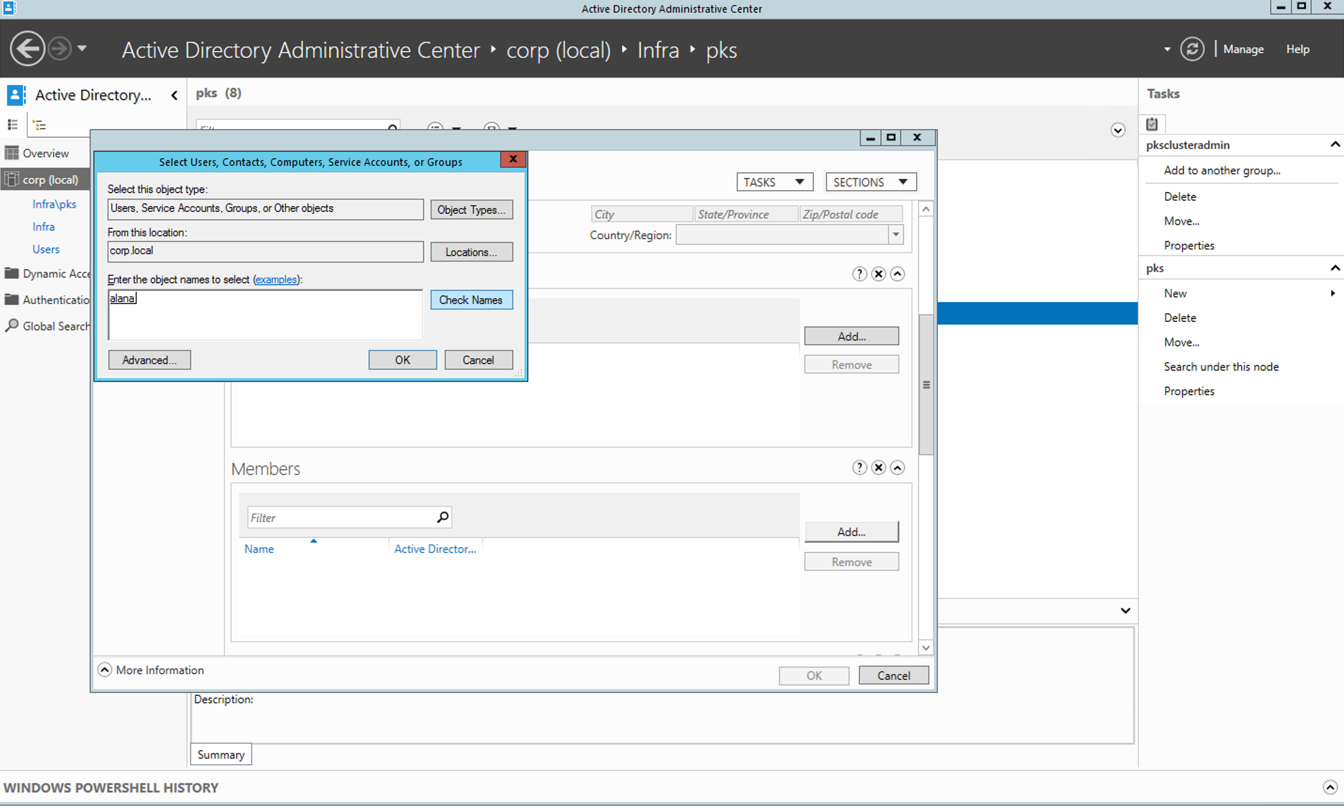 Active Directory Administrative Center
Active Directory Administrative Center • corp (local) • Infra • pks
Manage
Help
Active Directory...
pks (8)
Tasks
Overview
corp (local)
Infra\pks
Infra
Users
Dynamic Acce
Authenticatio
Global Search
Select Users, Contacts, Computers, Service Accounts, or Groups
Select this object type:
Users, Service Accounts, Groups, or Other objects
Object Types...
From this location:
corp.local
Locations...
Enter the object names to select (examples):
alana
Check Names
Advanced...
OK
Cancel
TASKS
SECTIONS
City
State/Province
Zip/Postal code
Country/Region:
Add...
Remove
Members
Filter
Name
Active Director...
Add...
Remove
More Information
OK
Cancel
pksclusteradmin
Add to another group...
Delete
Move...
Properties
pks
New
Delete
Move...
Search under this node
Properties
Description:
Summary
WINDOWS POWERSHELL HISTORY